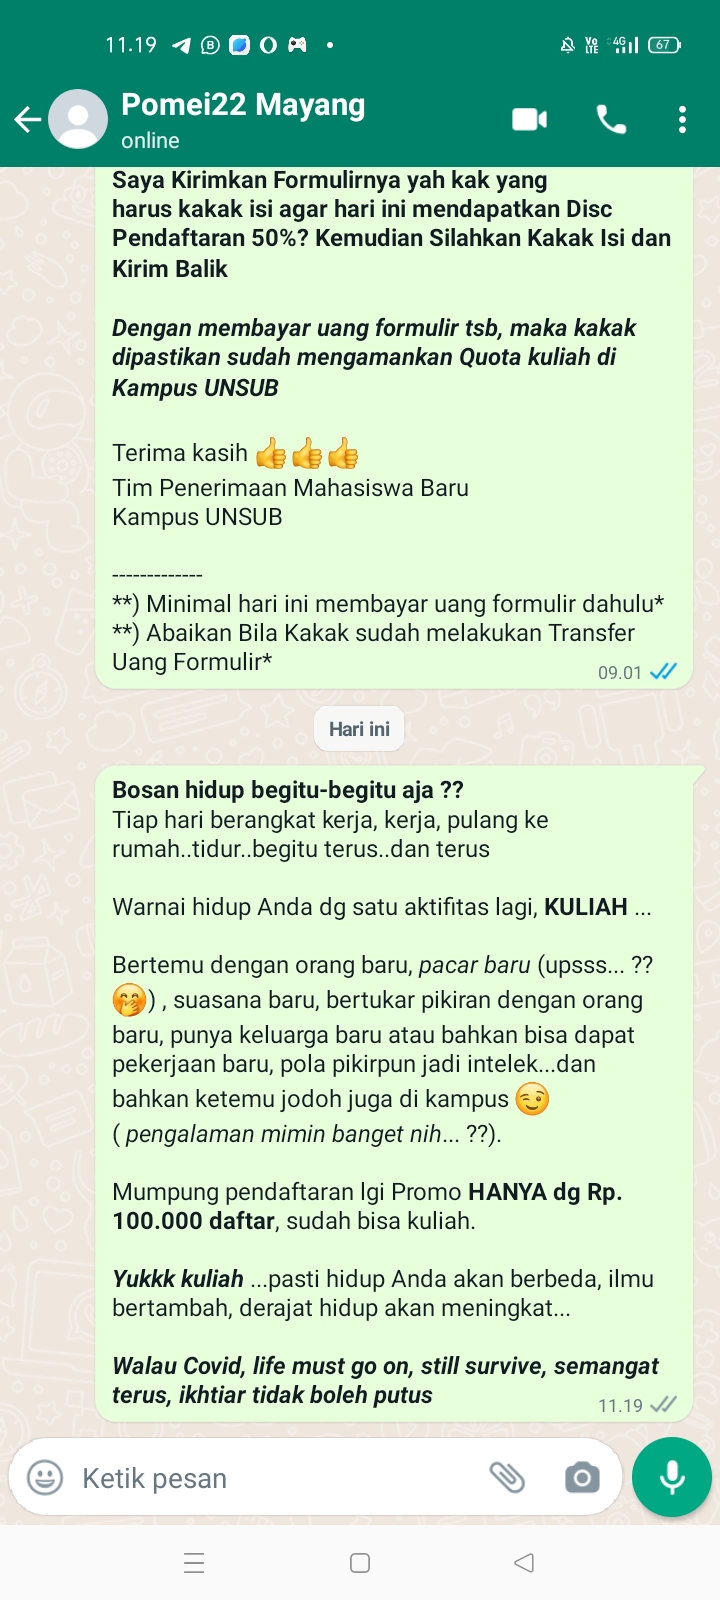 11.19
VoLTE 4G 67
Pomei22 Mayang
online
Saya Kirimkan Formulirnya yah kak yang
harus kakak isi agar hari ini mendapatkan Disc
Pendaftaran 50%? Kemudian Silahkan Kakak Isi dan
Kirim Balik
Dengan membayar uang formulir tsb, maka kakak
dipastikan sudah mengamankan Quota kuliah di
Kampus UNSUB
Terima kasih 👍👍👍
Tim Penerimaan Mahasiswa Baru
Kampus UNSUB
-------------
**) Minimal hari ini membayar uang formulir dahulu*
**) Abaikan Bila Kakak sudah melakukan Transfer
Uang Formulir*
09.01
Hari ini
Bosan hidup begitu-begitu aja ??
Tiap hari berangkat kerja, kerja, pulang ke
rumah..tidur..begitu terus..dan terus
Warnai hidup Anda dg satu aktifitas lagi, KULIAH ...
Bertemu dengan orang baru, pacar baru (upsss... ??
🤭) , suasana baru, bertukar pikiran dengan orang
baru, punya keluarga baru atau bahkan bisa dapat
pekerjaan baru, pola pikirpun jadi intelek...dan
bahkan ketemu jodoh juga di kampus 😉
( pengalaman mimin banget nih... ??).
Mumpung pendaftaran lgi Promo HANYA dg Rp.
100.000 daftar, sudah bisa kuliah.
Yukkk kuliah ...pasti hidup Anda akan berbeda, ilmu
bertambah, derajat hidup akan meningkat...
Walau Covid, life must go on, still survive, semangat
terus, ikhtiar tidak boleh putus
11.19
Ketik pesan